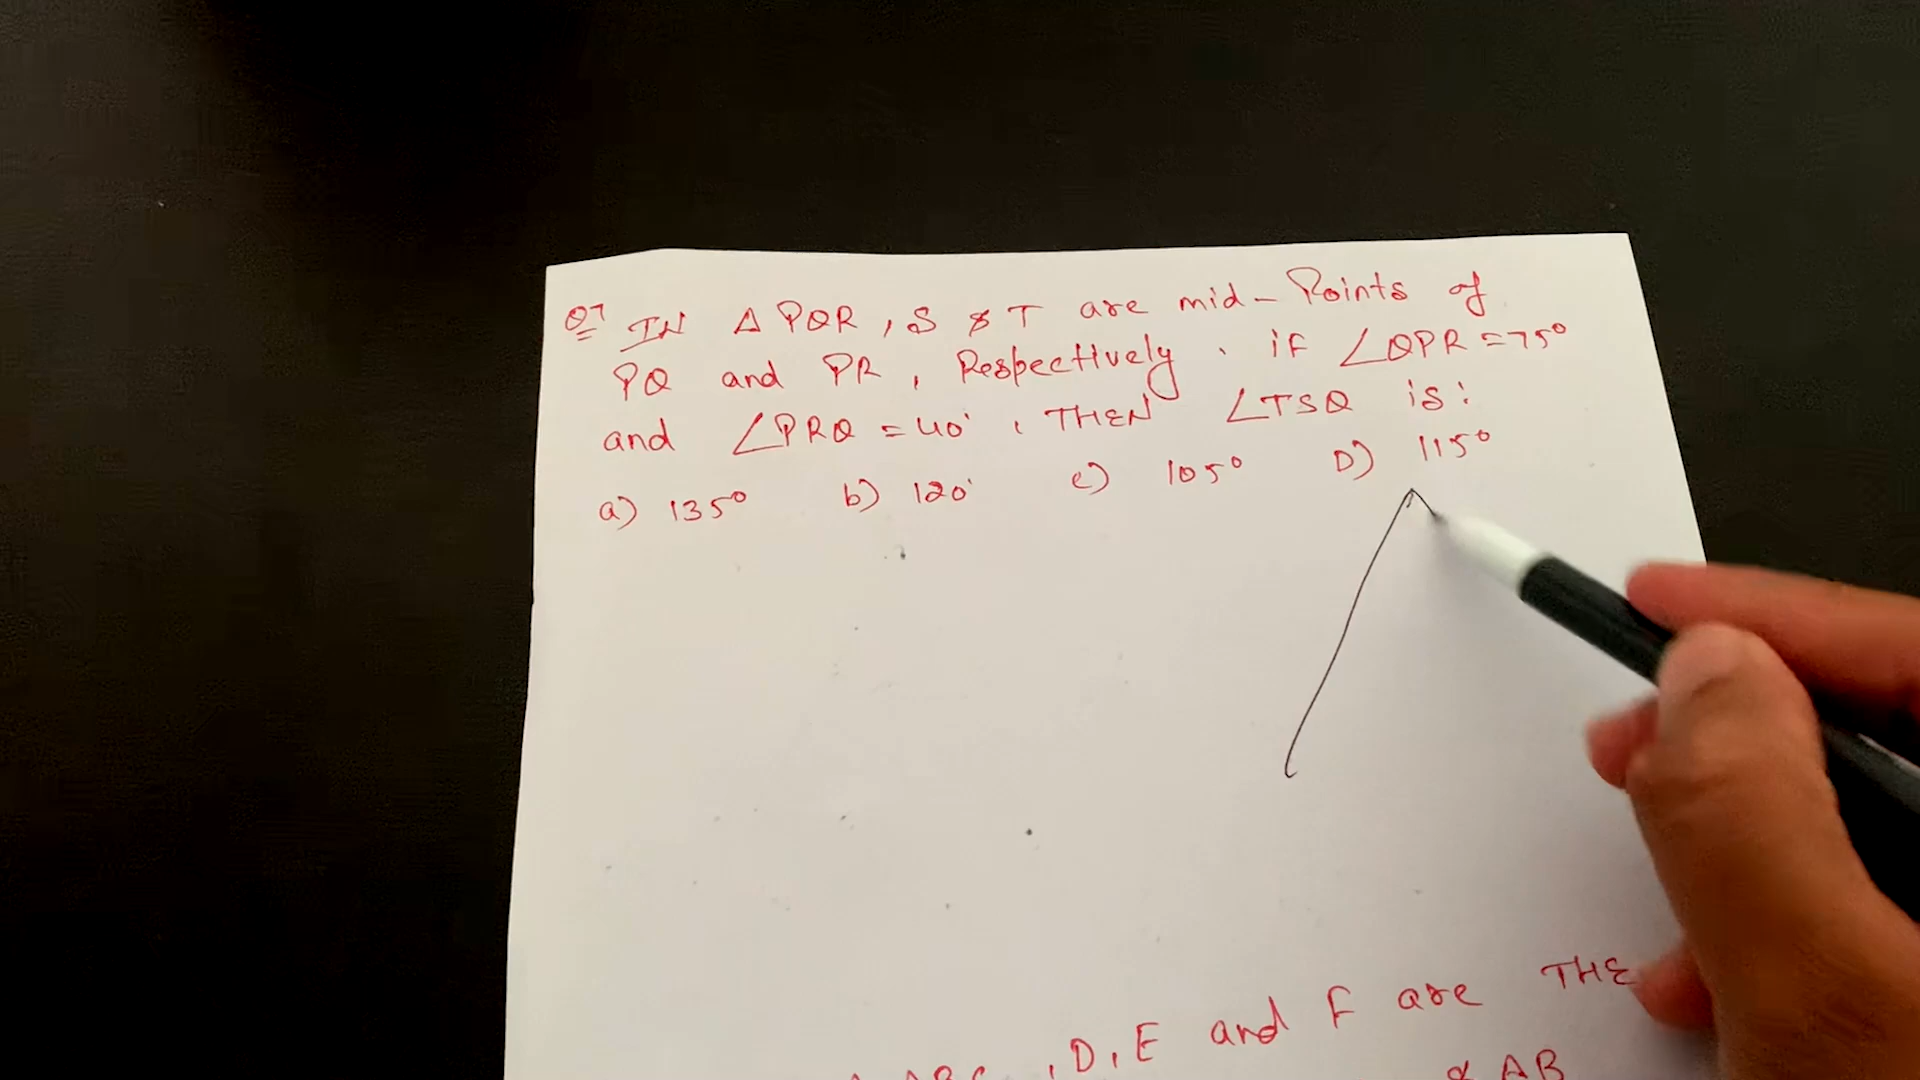 Q7 IN Δ PQR, S & T are mid-Points of
PQ and PR, Respectively. if ∠QPR = 75°
and ∠PRQ = 40°, THEN ∠TSQ is:
a) 135° b) 120° c) 105° D) 115°
, D, E and F are THE
& AB